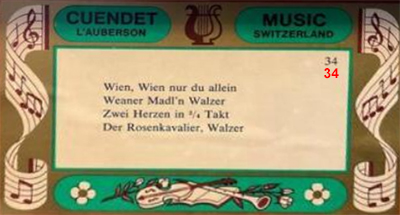 CUENDET MUSIC
L'AUBERSON SWITZERLAND
34
34
Wien, Wien nur du allein
Weaner Madl'n Walzer
Zwei Herzen in ¾ Takt
Der Rosenkavalier, Walzer